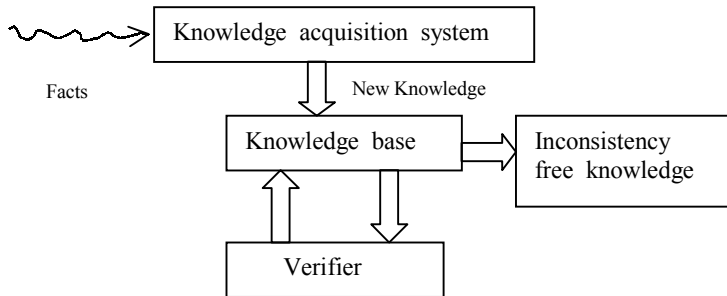 Knowledge acquisition system
Facts
New Knowledge
Knowledge base
Inconsistency
free knowledge
Verifier